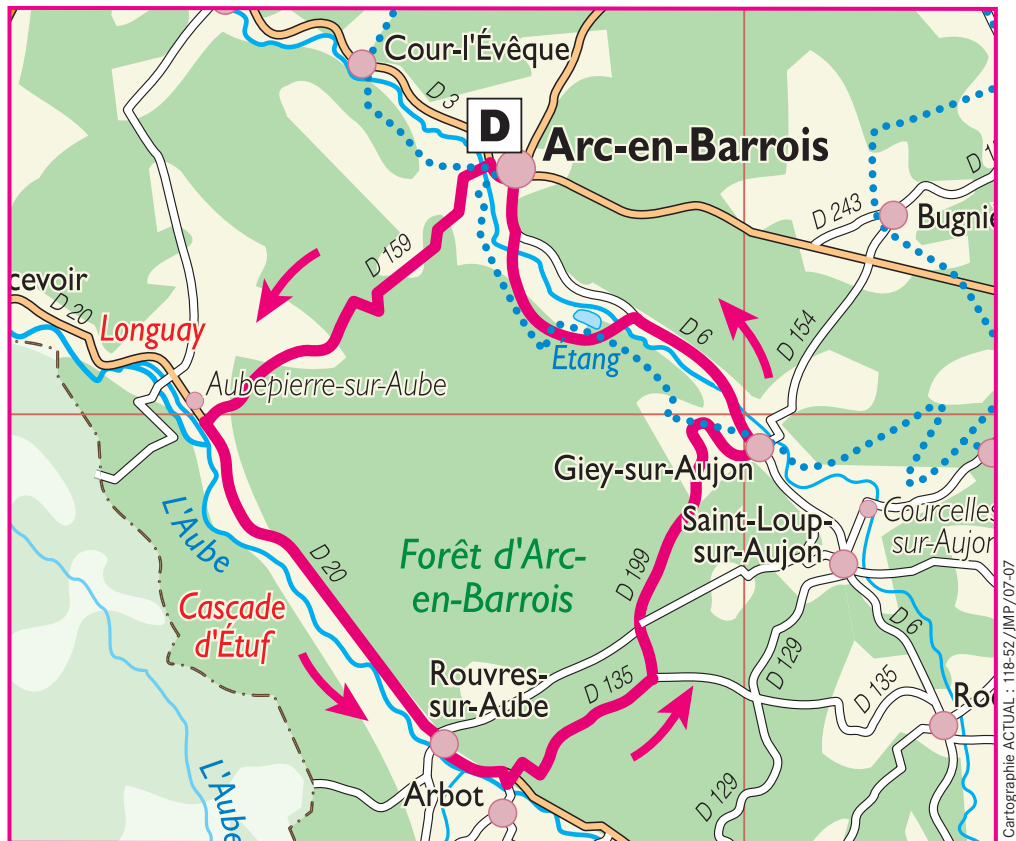 Cour-l'Évêque
D 3
D
Arc-en-Barrois
D 159
D 243
Bugnie
D 1
cevoir
D 20
Longuay
D 6
D 154
Étang
Aubepierre-sur-Aube
Giey-sur-Aujon
L'Aube
Saint-Loup-
sur-Aujon
Courcelles
sur-Aujon
D 20
Forêt d'Arc-
en-Barrois
D 199
Cascade
d'Étuf
D 6
D 129
Rouvres-
sur-Aube
D 135
D 135
Ro
L'Aube
Arbot
D 129
Cartographie ACTUAL : 118-52/JMP/07-07